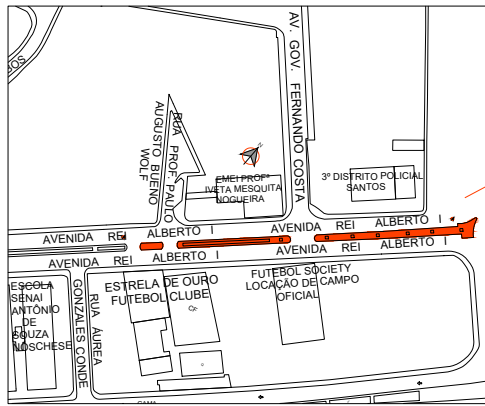 AV. GOV. FERNANDO COSTA
RUA PROF. PAULO
AUGUSTO BUENO
WOLF
EMEI PROFª
IVETA MESQUITA
NOGUEIRA
3º DISTRITO POLICIAL
SANTOS
AVENIDA REI ALBERTO I
AVENIDA REI ALBERTO I
AVENIDA REI ALBERTO I
AVENIDA REI ALBERTO I
ESCOLA
SENAI
ANTÔNIO
DE
SOUZA
NOSCHESE
RUA ÁUREA
GONZALES CONDE
ESTRELA DE OURO
FUTEBOL CLUBE
FUTEBOL SOCIETY
LOCAÇÃO DE CAMPO
OFICIAL